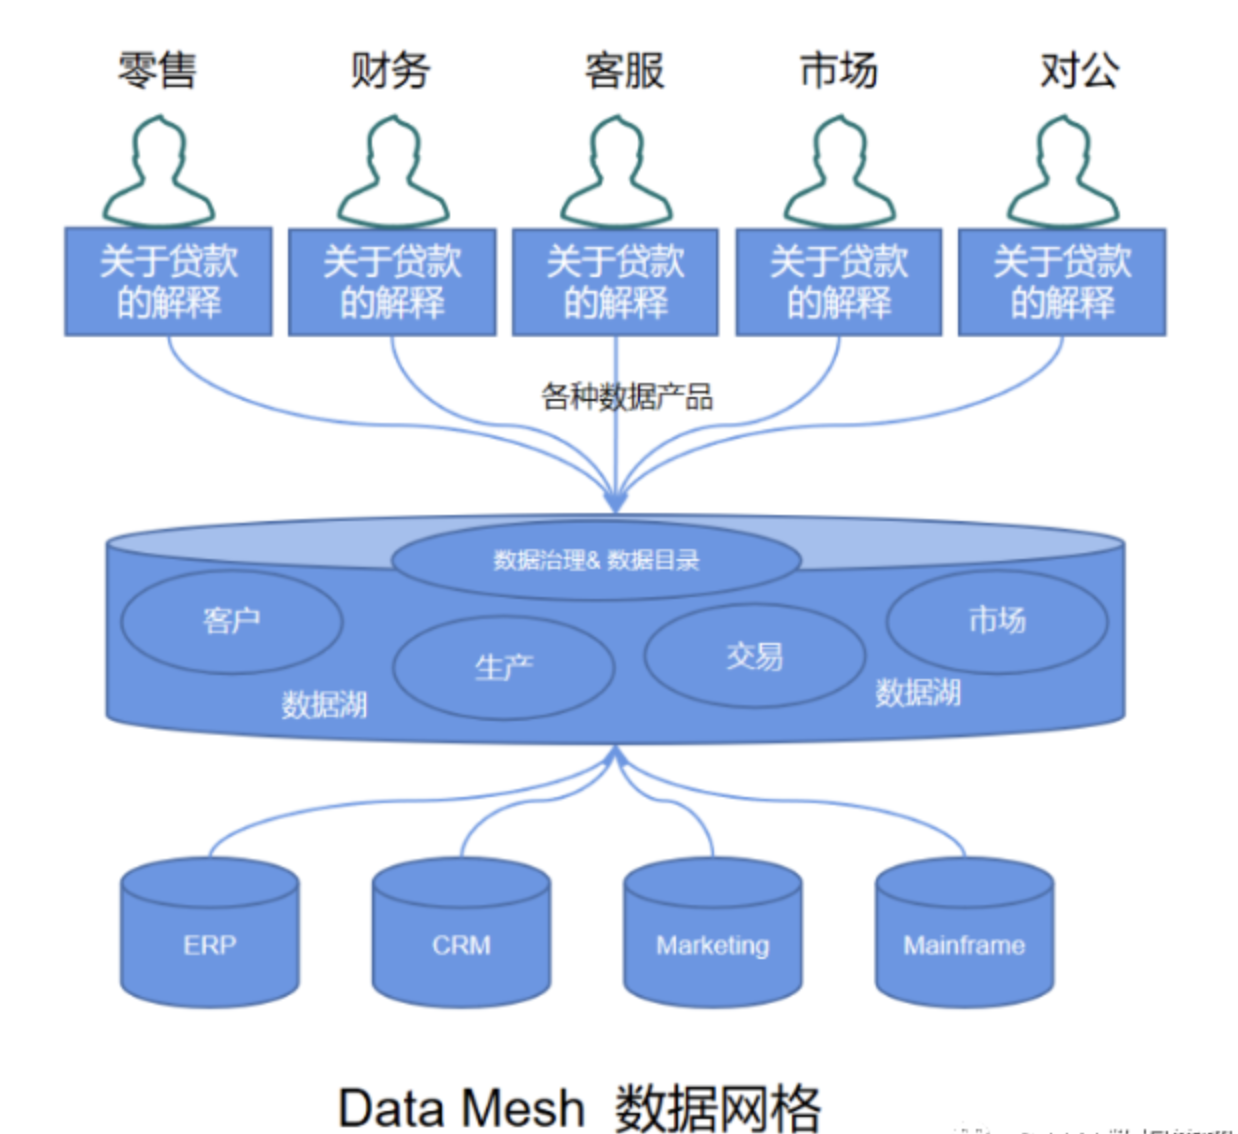 零售 财务 客服 市场 对公
关于贷款 关于贷款 关于贷款 关于贷款 关于贷款
的解释 的解释 的解释 的解释 的解释
各种数据产品
数据治理& 数据目录
客户 生产 交易 市场
数据湖 数据湖
ERP CRM Marketing Mainframe
Data Mesh 数据网格